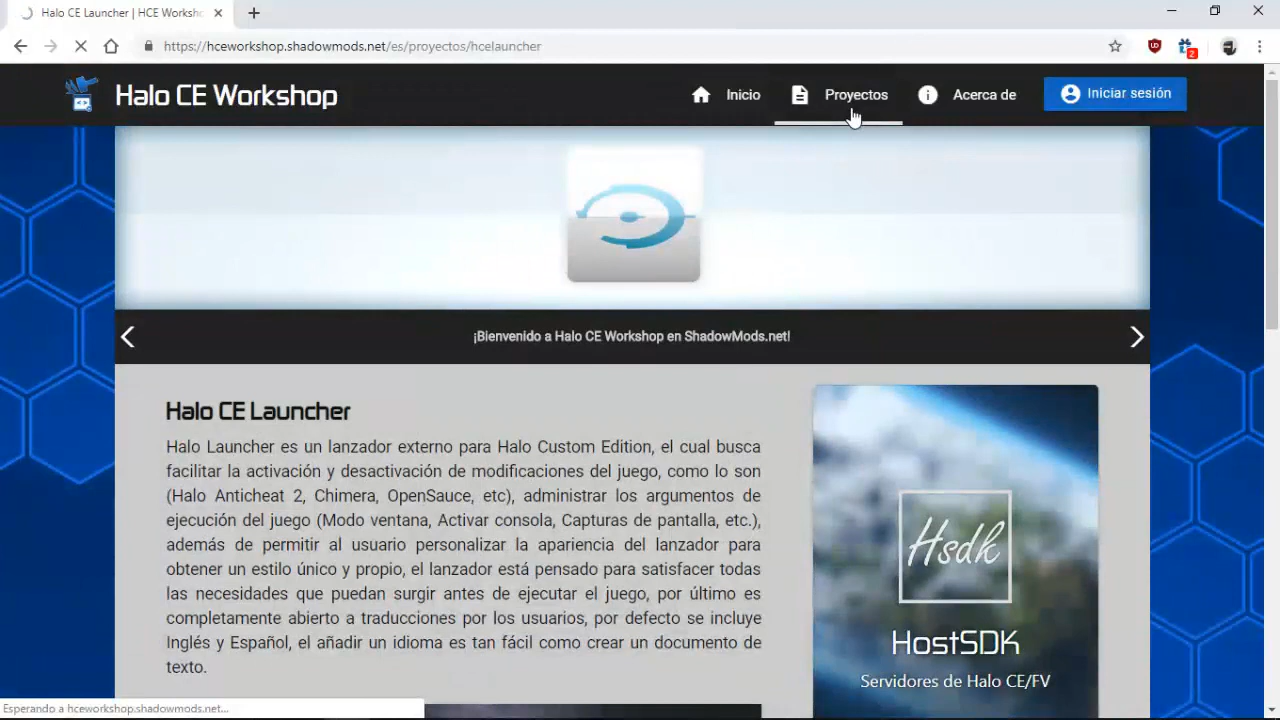 Halo CE Launcher | HCE Worksho
https://hceworkshop.shadowmods.net/es/proyectos/hcelauncher
2
Halo CE Workshop
Inicio
Proyectos
Acerca de
Iniciar sesión
¡Bienvenido a Halo CE Workshop en ShadowMods.net!
Halo CE Launcher
Halo Launcher es un lanzador externo para Halo Custom Edition, el cual busca
facilitar la activación y desactivación de modificaciones del juego, como lo son
(Halo Anticheat 2, Chimera, OpenSauce, etc), administrar los argumentos de
ejecución del juego (Modo ventana, Activar consola, Capturas de pantalla, etc.),
además de permitir al usuario personalizar la apariencia del lanzador para
obtener un estilo único y propio, el lanzador está pensado para satisfacer todas
las necesidades que puedan surgir antes de ejecutar el juego, por último es
completamente abierto a traducciones por los usuarios, por defecto se incluye
Inglés y Español, el añadir un idioma es tan fácil como crear un documento de
texto.
Hsdk
HostSDK
Servidores de Halo CE/FV
Esperando a hceworkshop.shadowmods.net...